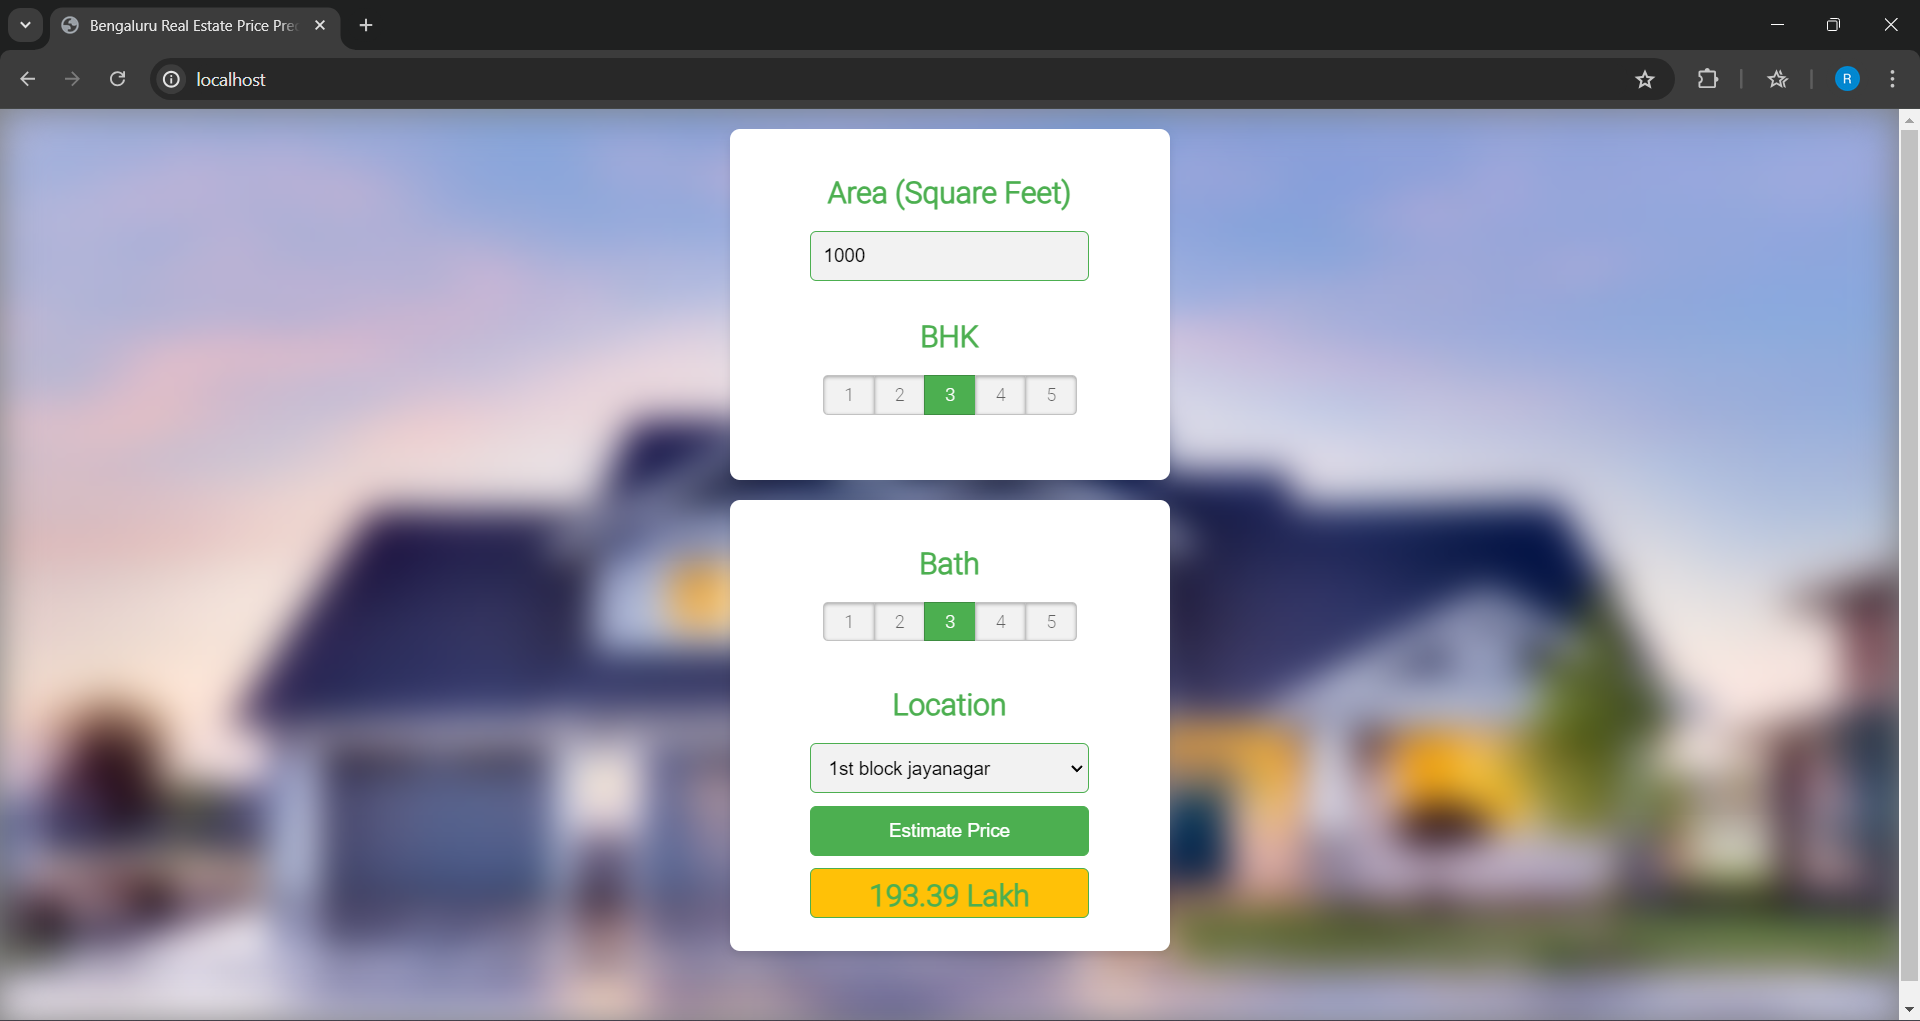 Bengaluru Real Estate Price Pre
localhost
R
Area (Square Feet)
1000
BHK
1 2 3 4 5
Bath
1 2 3 4 5
Location
1st block jayanagar
Estimate Price
193.39 Lakh